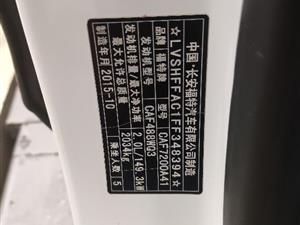 中国·长安福特汽车有限公司制造
☆LVSHFFAG1FF348394☆
品牌：福特牌 整车型号 CAF7200A41
发动机型号 CAF488WQ3
发动机排量/最大净功率 2.0L/149.3kW
最大允许总质量 2034kg
制造年月 2015-10 乘坐人数 5